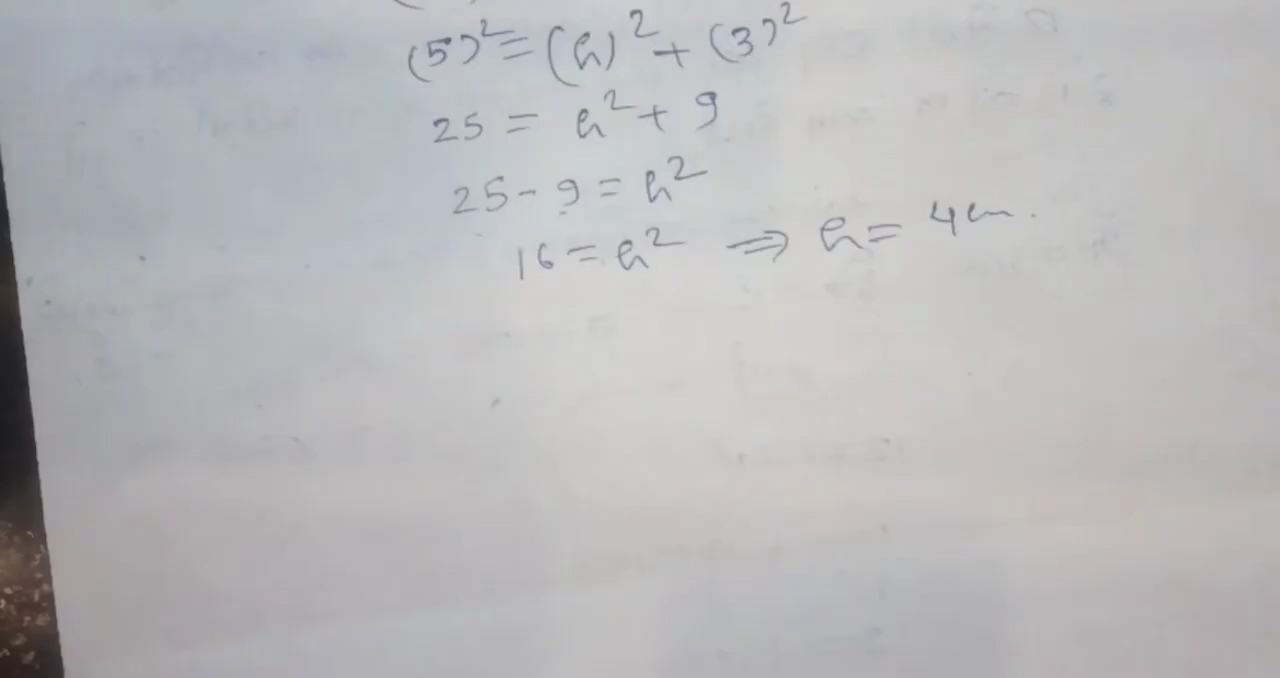 (5)² = (h)² + (3)²
25 = h² + 9
25 - 9 = h²
16 = h² ⇒ h = 4cm.